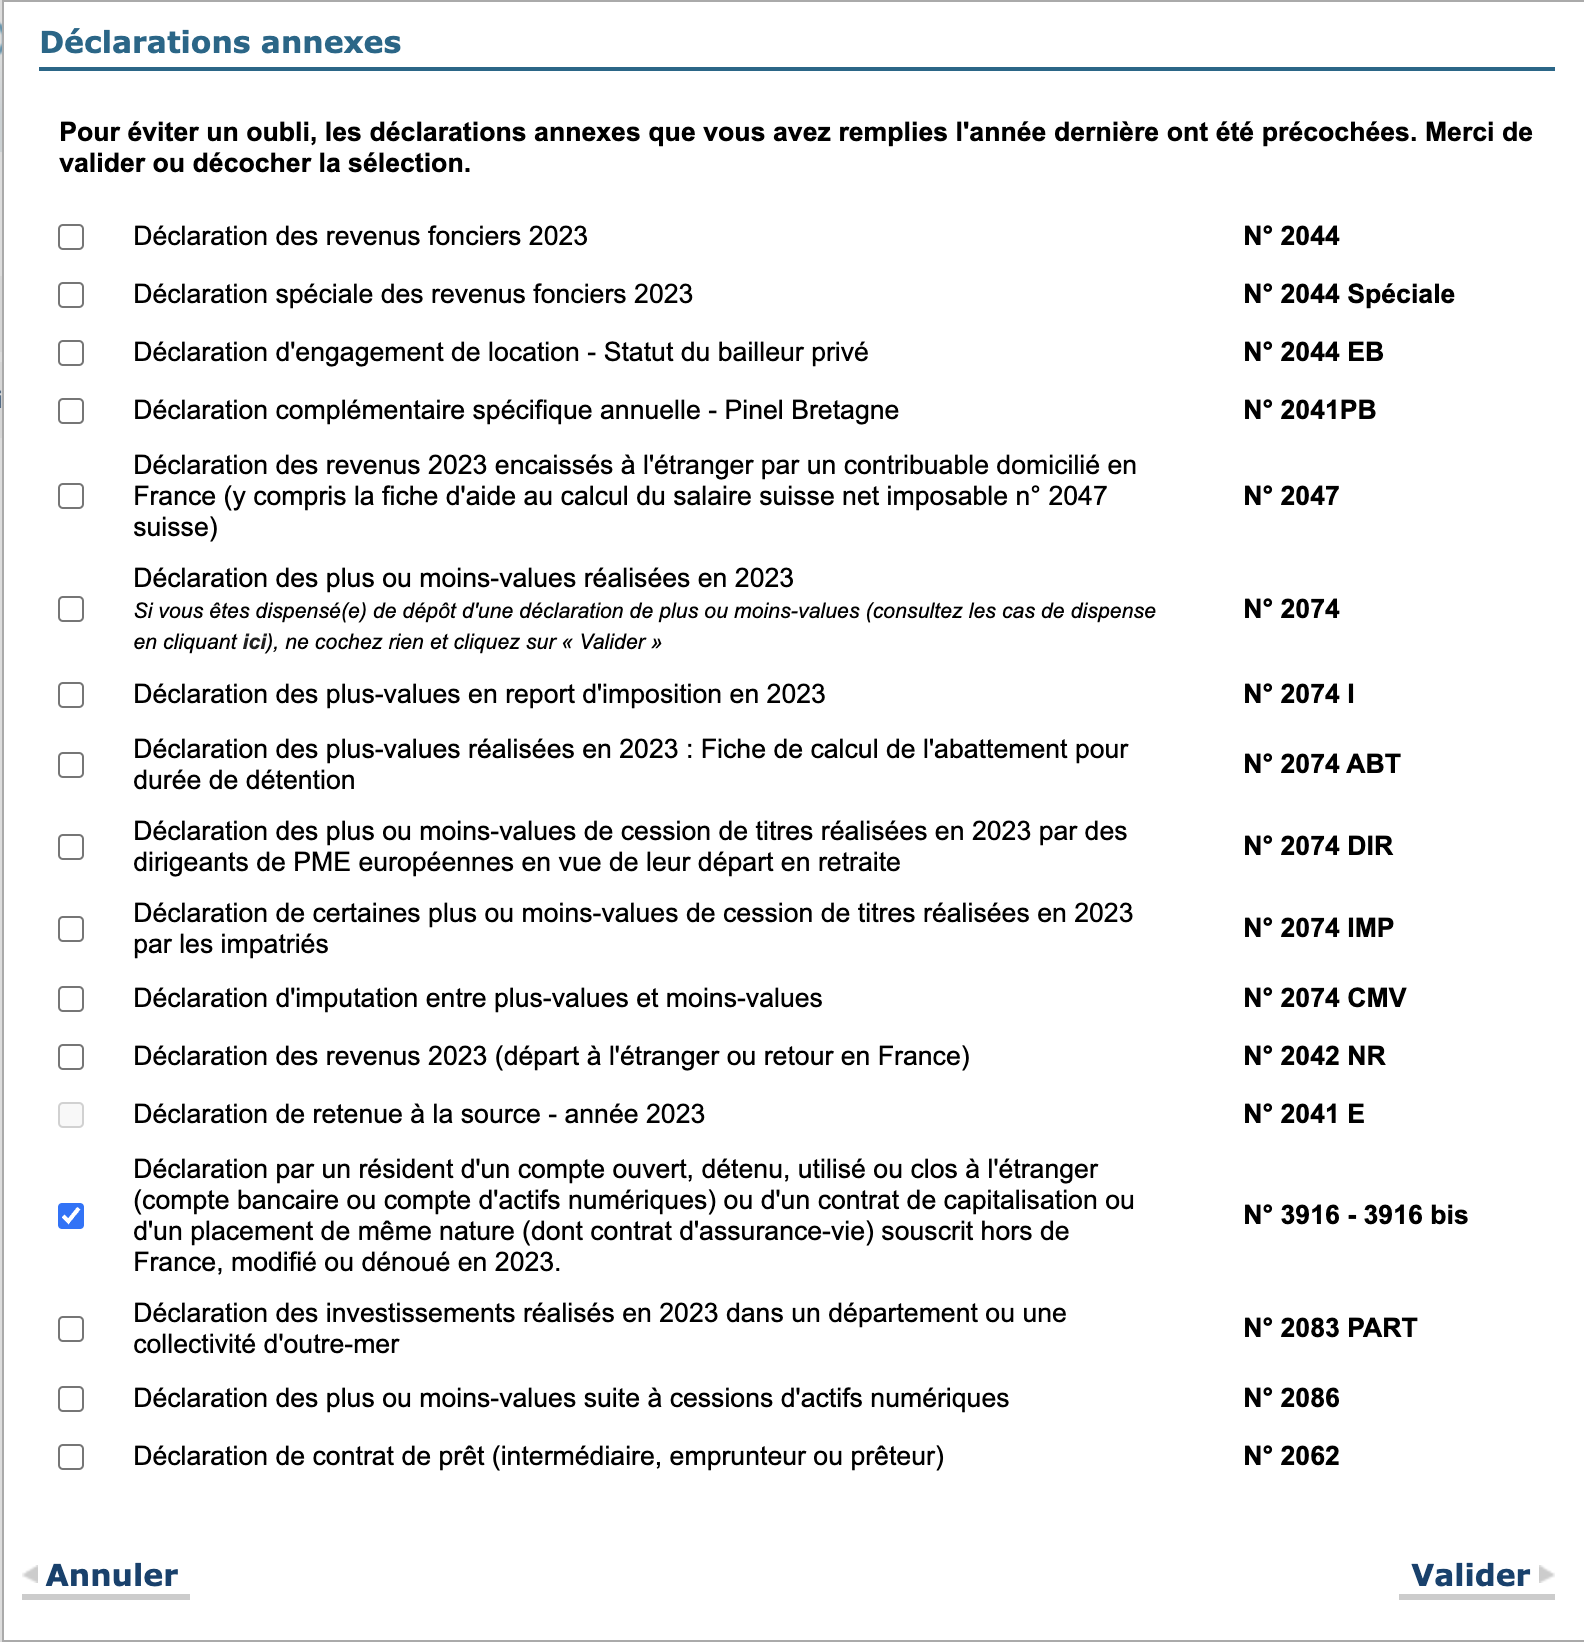 Déclarations annexes
Pour éviter un oubli, les déclarations annexes que vous avez remplies l'année dernière ont été précochées. Merci de
valider ou décocher la sélection.
Déclaration des revenus fonciers 2023 N° 2044
Déclaration spéciale des revenus fonciers 2023 N° 2044 Spéciale
Déclaration d'engagement de location - Statut du bailleur privé N° 2044 EB
Déclaration complémentaire spécifique annuelle - Pinel Bretagne N° 2041PB
Déclaration des revenus 2023 encaissés à l'étranger par un contribuable domicilié en
France (y compris la fiche d'aide au calcul du salaire suisse net imposable n° 2047
suisse)
N° 2047
Déclaration des plus ou moins-values réalisées en 2023
Si vous êtes dispensé(e) de dépôt d'une déclaration de plus ou moins-values (consultez les cas de dispense
en cliquant ici), ne cochez rien et cliquez sur « Valider »
N° 2074
Déclaration des plus-values en report d'imposition en 2023 N° 2074 I
Déclaration des plus-values réalisées en 2023 : Fiche de calcul de l'abattement pour
durée de détention
N° 2074 ABT
Déclaration des plus ou moins-values de cession de titres réalisées en 2023 par des
dirigeants de PME européennes en vue de leur départ en retraite
N° 2074 DIR
Déclaration de certaines plus ou moins-values de cession de titres réalisées en 2023
par les impatriés
N° 2074 IMP
Déclaration d'imputation entre plus-values et moins-values N° 2074 CMV
Déclaration des revenus 2023 (départ à l'étranger ou retour en France) N° 2042 NR
Déclaration de retenue à la source - année 2023 N° 2041 E
Déclaration par un résident d'un compte ouvert, détenu, utilisé ou clos à l'étranger
(compte bancaire ou compte d'actifs numériques) ou d'un contrat de capitalisation ou
d'un placement de même nature (dont contrat d'assurance-vie) souscrit hors de
France, modifié ou dénoué en 2023.
N° 3916 - 3916 bis
Déclaration des investissements réalisés en 2023 dans un département ou une
collectivité d'outre-mer
N° 2083 PART
Déclaration des plus ou moins-values suite à cessions d'actifs numériques N° 2086
Déclaration de contrat de prêt (intermédiaire, emprunteur ou prêteur) N° 2062
Annuler Valider